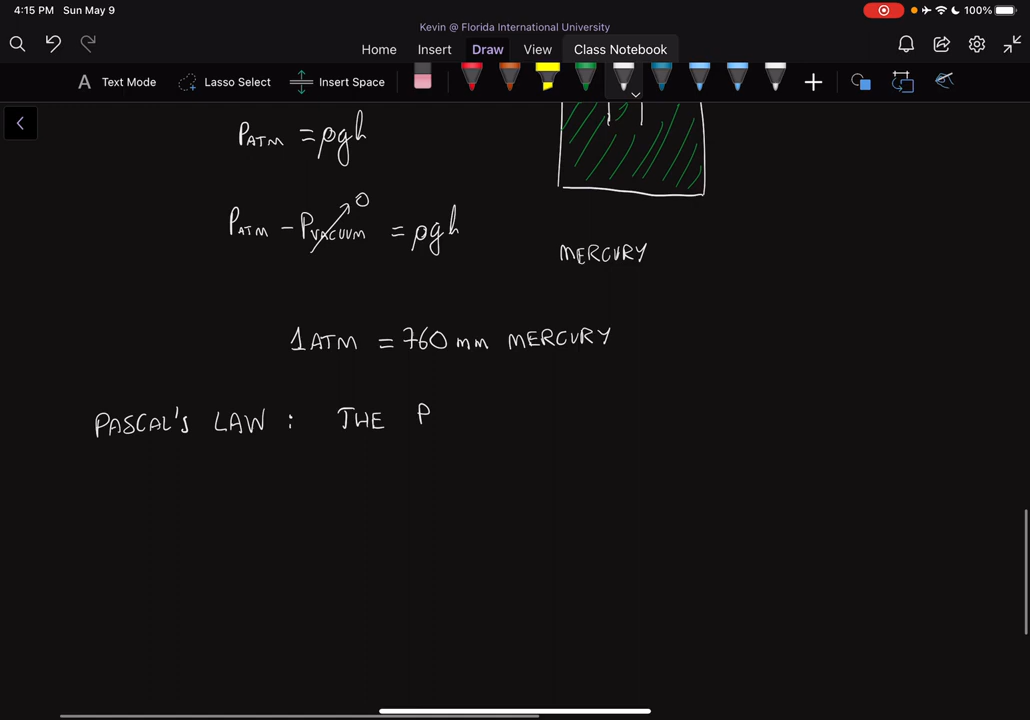 4:15 PM Sun May 9
100%
Kevin @ Florida International University
Home Insert Draw View Class Notebook
A Text Mode Lasso Select Insert Space
PATM = ρgh
PATM - PVACUUM 0 = ρgh
MERCURY
1 ATM = 760 mm MERCURY
PASCAL's LAW : THE P